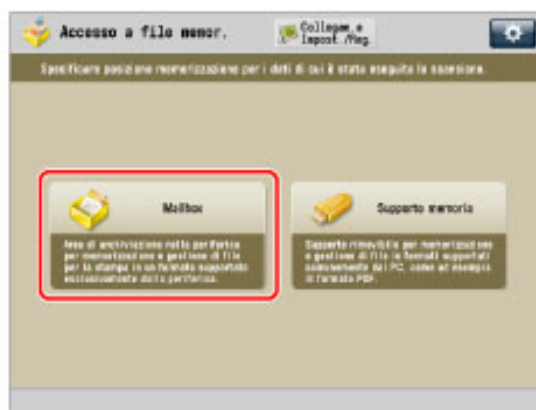 Accesso a file memor.
Collegam. e
Impost./Reg.
Specificare posizione memorizzazione per i dati di cui è stata eseguita la scansione.
Mailbox
Area di archiviazione nella periferica
per memorizzazione e gestione di file
per la stampa in un formato supportato
esclusivamente dalla periferica.
Supporto memoria
Supporto rimovibile per memorizzazione
e gestione di file in formati supportati
comunemente dai PC, come ad esempio
il formato PDF.